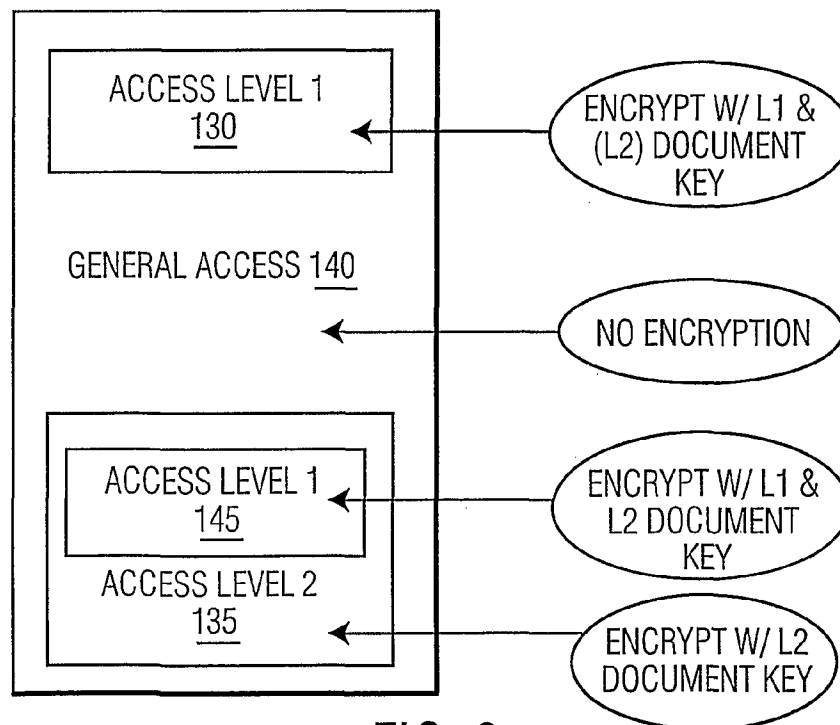 ACCESS LEVEL 1
130
ENCRYPT W/ L1 &
(L2) DOCUMENT
KEY
GENERAL ACCESS 140
NO ENCRYPTION
ACCESS LEVEL 1
145
ENCRYPT W/ L1 &
L2 DOCUMENT
KEY
ACCESS LEVEL 2
135
ENCRYPT W/ L2
DOCUMENT KEY